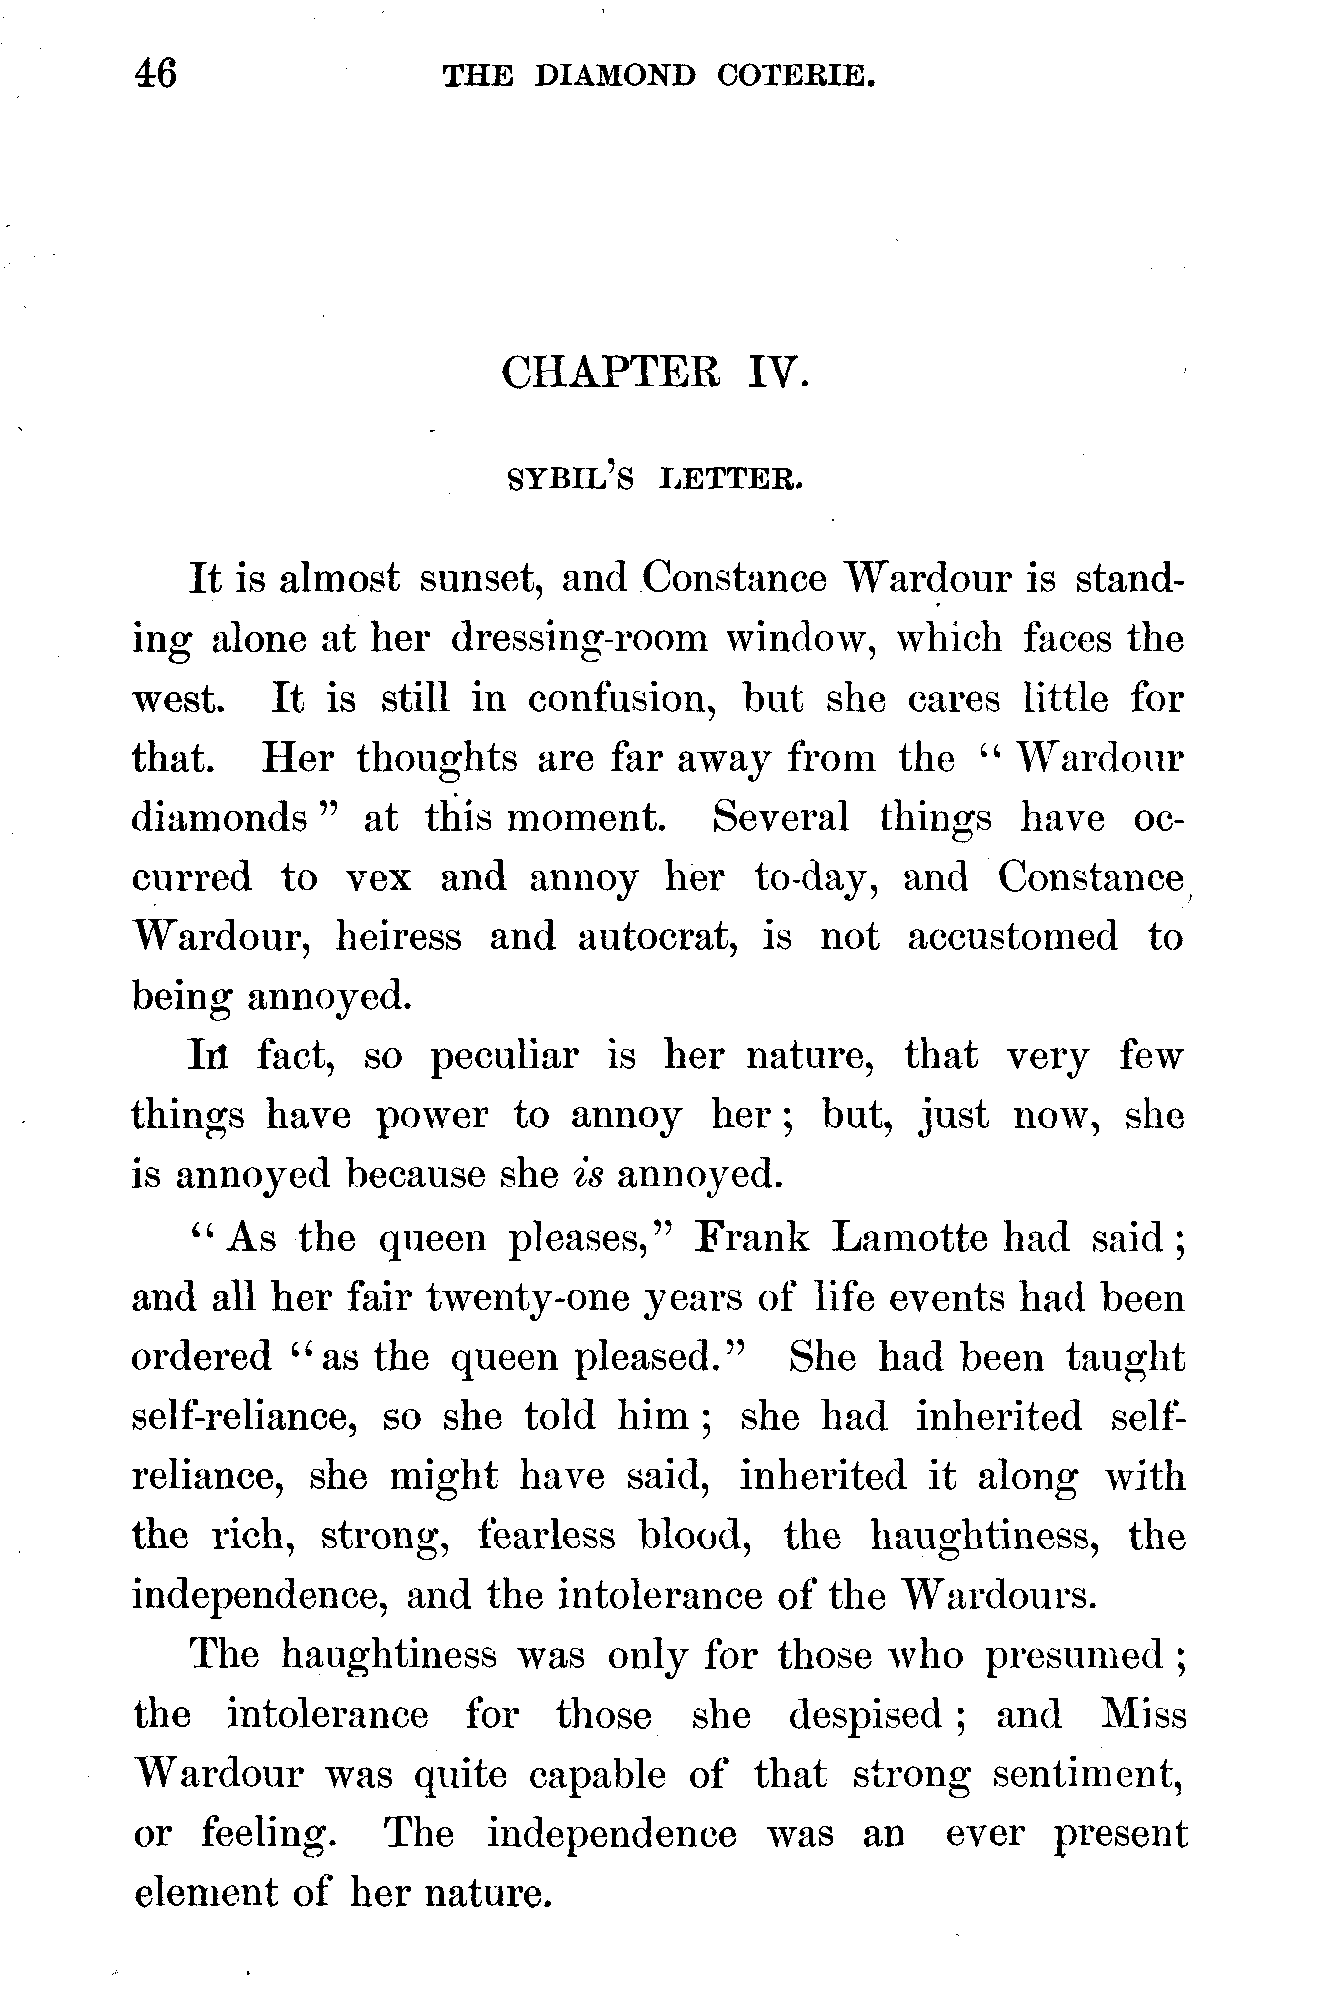 46 THE DIAMOND COTERIE.
CHAPTER IV.
SYBIL'S LETTER.
It is almost sunset, and Constance Wardour is stand-
ing alone at her dressing-room window, which faces the
west. It is still in confusion, but she cares little for
that. Her thoughts are far away from the “Wardour
diamonds” at this moment. Several things have oc-
curred to vex and annoy her to-day, and Constance
Wardour, heiress and autocrat, is not accustomed to
being annoyed.
In fact, so peculiar is her nature, that very few
things have power to annoy her; but, just now, she
is annoyed because she is annoyed.
“As the queen pleases,” Frank Lamotte had said;
and all her fair twenty-one years of life events had been
ordered “as the queen pleased.” She had been taught
self-reliance, so she told him; she had inherited self-
reliance, she might have said, inherited it along with
the rich, strong, fearless blood, the haughtiness, the
independence, and the intolerance of the Wardours.
The haughtiness was only for those who presumed;
the intolerance for those she despised; and Miss
Wardour was quite capable of that strong sentiment,
or feeling. The independence was an ever present
element of her nature.